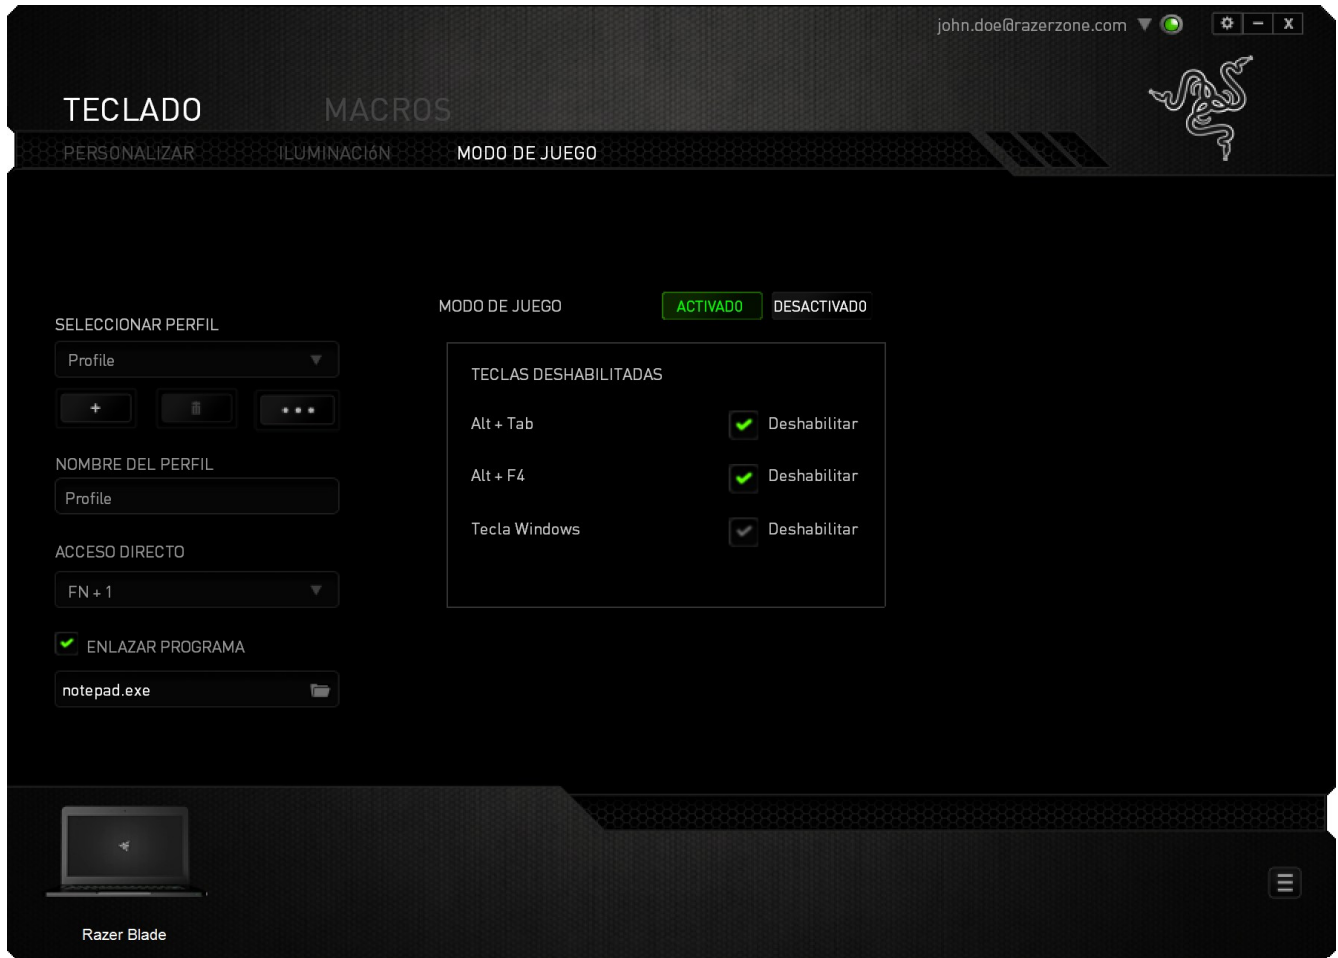 john.doe@razerzone.com
TECLADO MACROS
PERSONALIZAR ILUMINACIóN MODO DE JUEGO
MODO DE JUEGO ACTIVADO DESACTIVADO
SELECCIONAR PERFIL
Profile
NOMBRE DEL PERFIL
Profile
ACCESO DIRECTO
FN + 1
ENLAZAR PROGRAMA
notepad.exe
TECLAS DESHABILITADAS
Alt + Tab Deshabilitar
Alt + F4 Deshabilitar
Tecla Windows Deshabilitar
Razer Blade